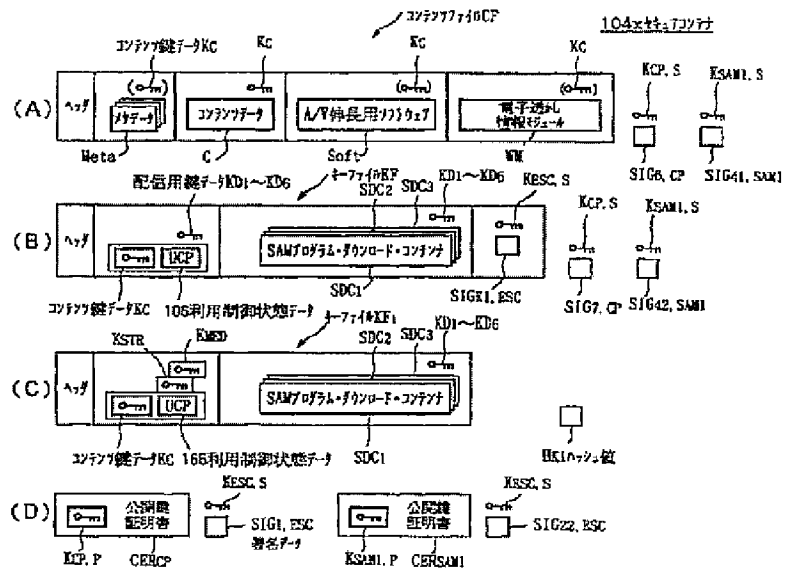 コンテンツファイルCF
104xセキュアコンテナ
コンテンツ鍵データKC
KC
KC
KC
KCP, S
KSAM1, S
(A)
ヘッダ
メタデータ
コンテンツデータ
A/V伸長用ソフトウェア
電子透かし
情報モジュール
Meta
C
Soft
WM
SIG6, CP
SIG41, SAM1
配信用鍵データKD1～KD6
キーファイルKF
SDC2
SDC3
KD1～KD6
KESC, S
KCP, S
KSAM1, S
(B)
ヘッダ
UCP
SAMプログラム・ダウンロード・コンテンナ
コンテンツ鍵データKC
SDC1
SIGK1, ESC
SIG7, CP
SIG42, SAM1
KSTR
KMED
キーファイルKF1
SDC2
SDC3
KD1～KD6
(C)
ヘッダ
UCP
SAMプログラム・ダウンロード・コンテンナ
コンテンツ鍵データKC
166利用制御状態データ
SDC1
HK1ハッシュ値
(D)
公開鍵
証明書
KESC, S
SIG1, ESC
署名データ
公開鍵
証明書
KESC, S
SIG22, ESC
KCP, P
CERCP
KSAM1, P
CERSAM1